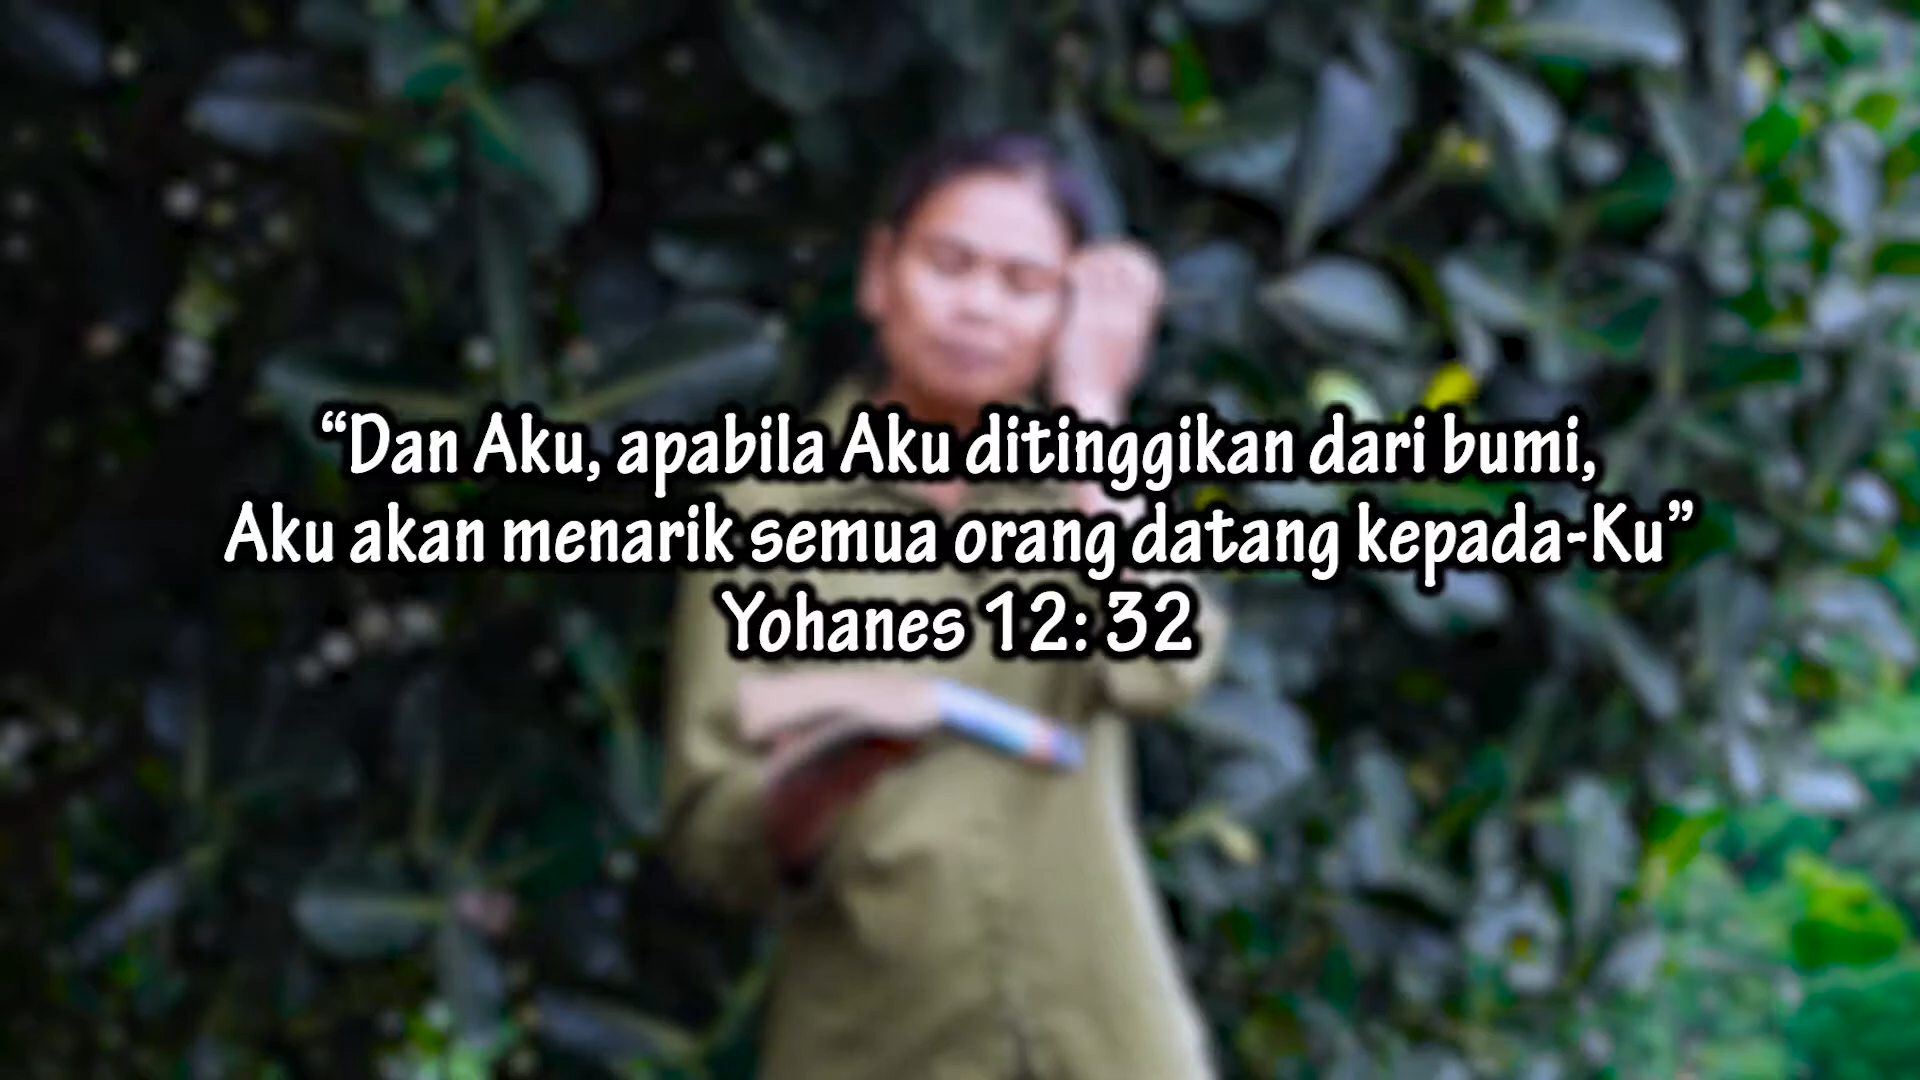 “Dan Aku, apabila Aku ditinggikan dari bumi,
Aku akan menarik semua orang datang kepada-Ku”
Yohanes 12: 32